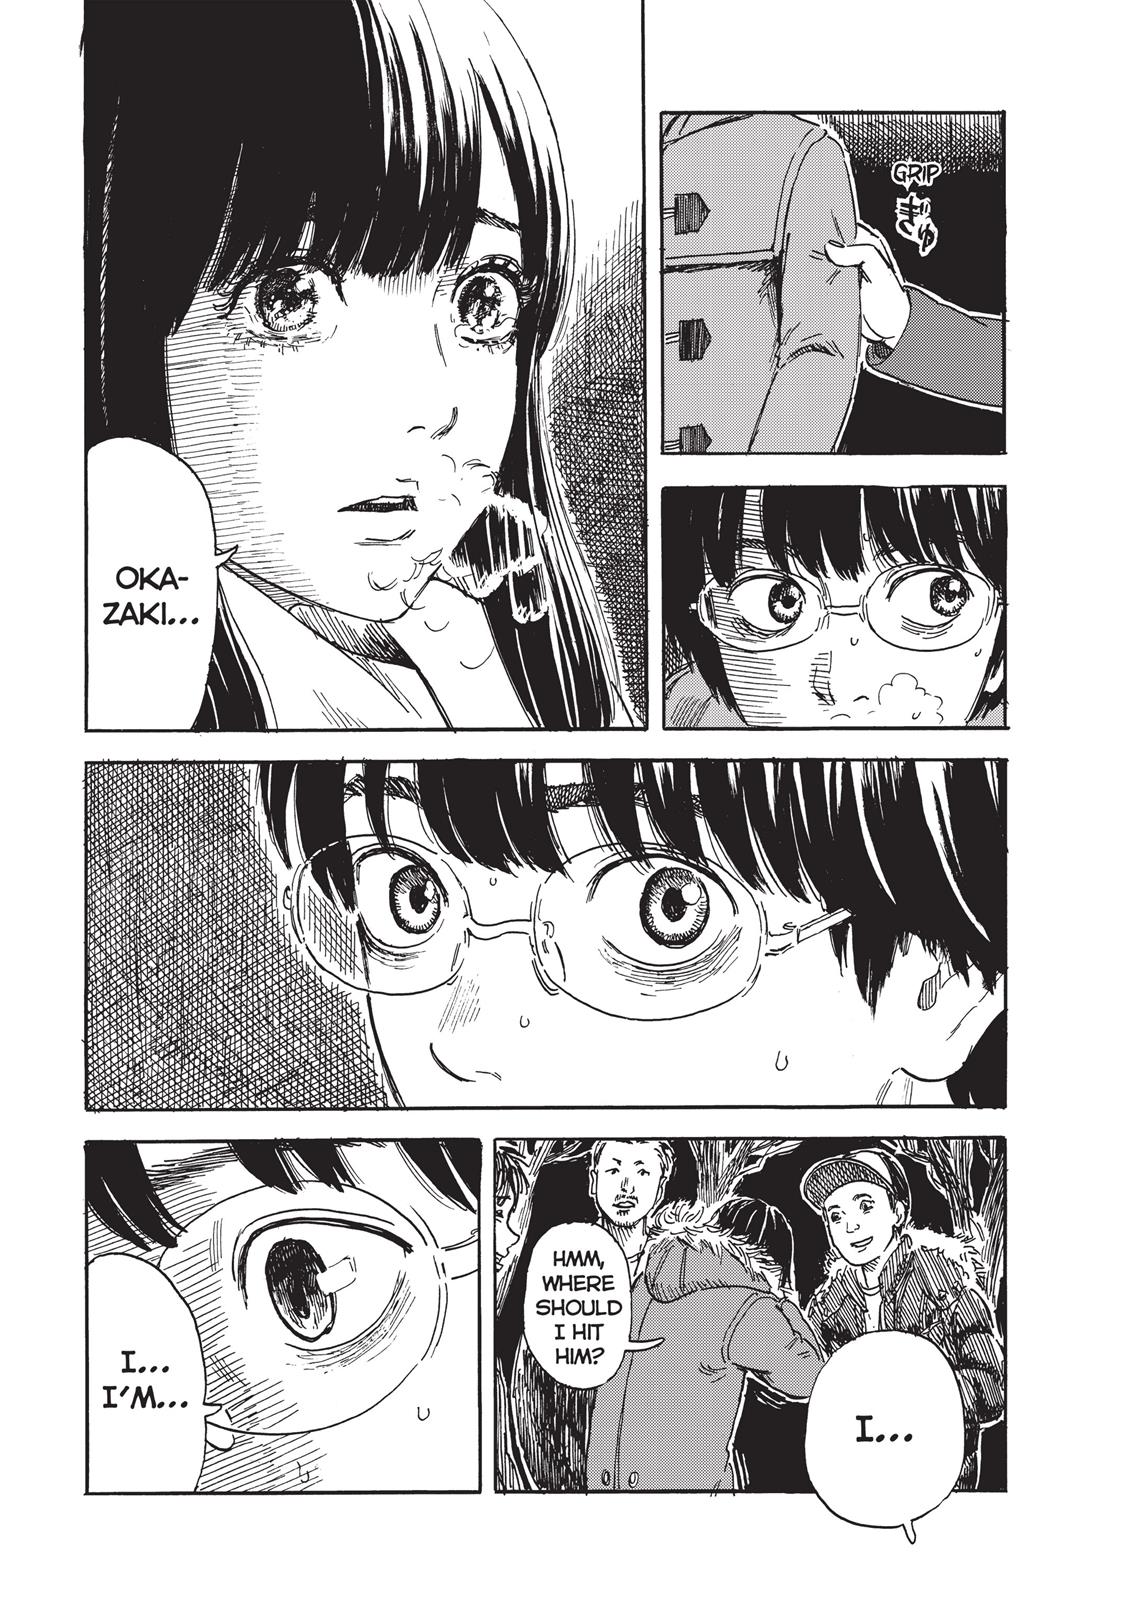 GRIP
ぎゅ
OKA-
ZAKI...
HMM,
WHERE
SHOULD
I HIT
HIM?
I...
I...
I'M...